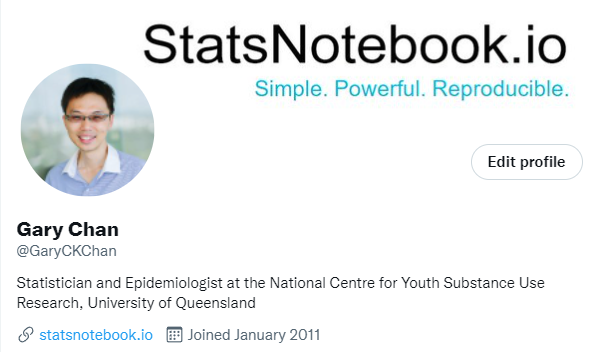 StatsNotebook.io
Simple. Powerful. Reproducible.
Edit profile
Gary Chan
@GaryCKChan
Statistician and Epidemiologist at the National Centre for Youth Substance Use
Research, University of Queensland
statsnotebook.io Joined January 2011